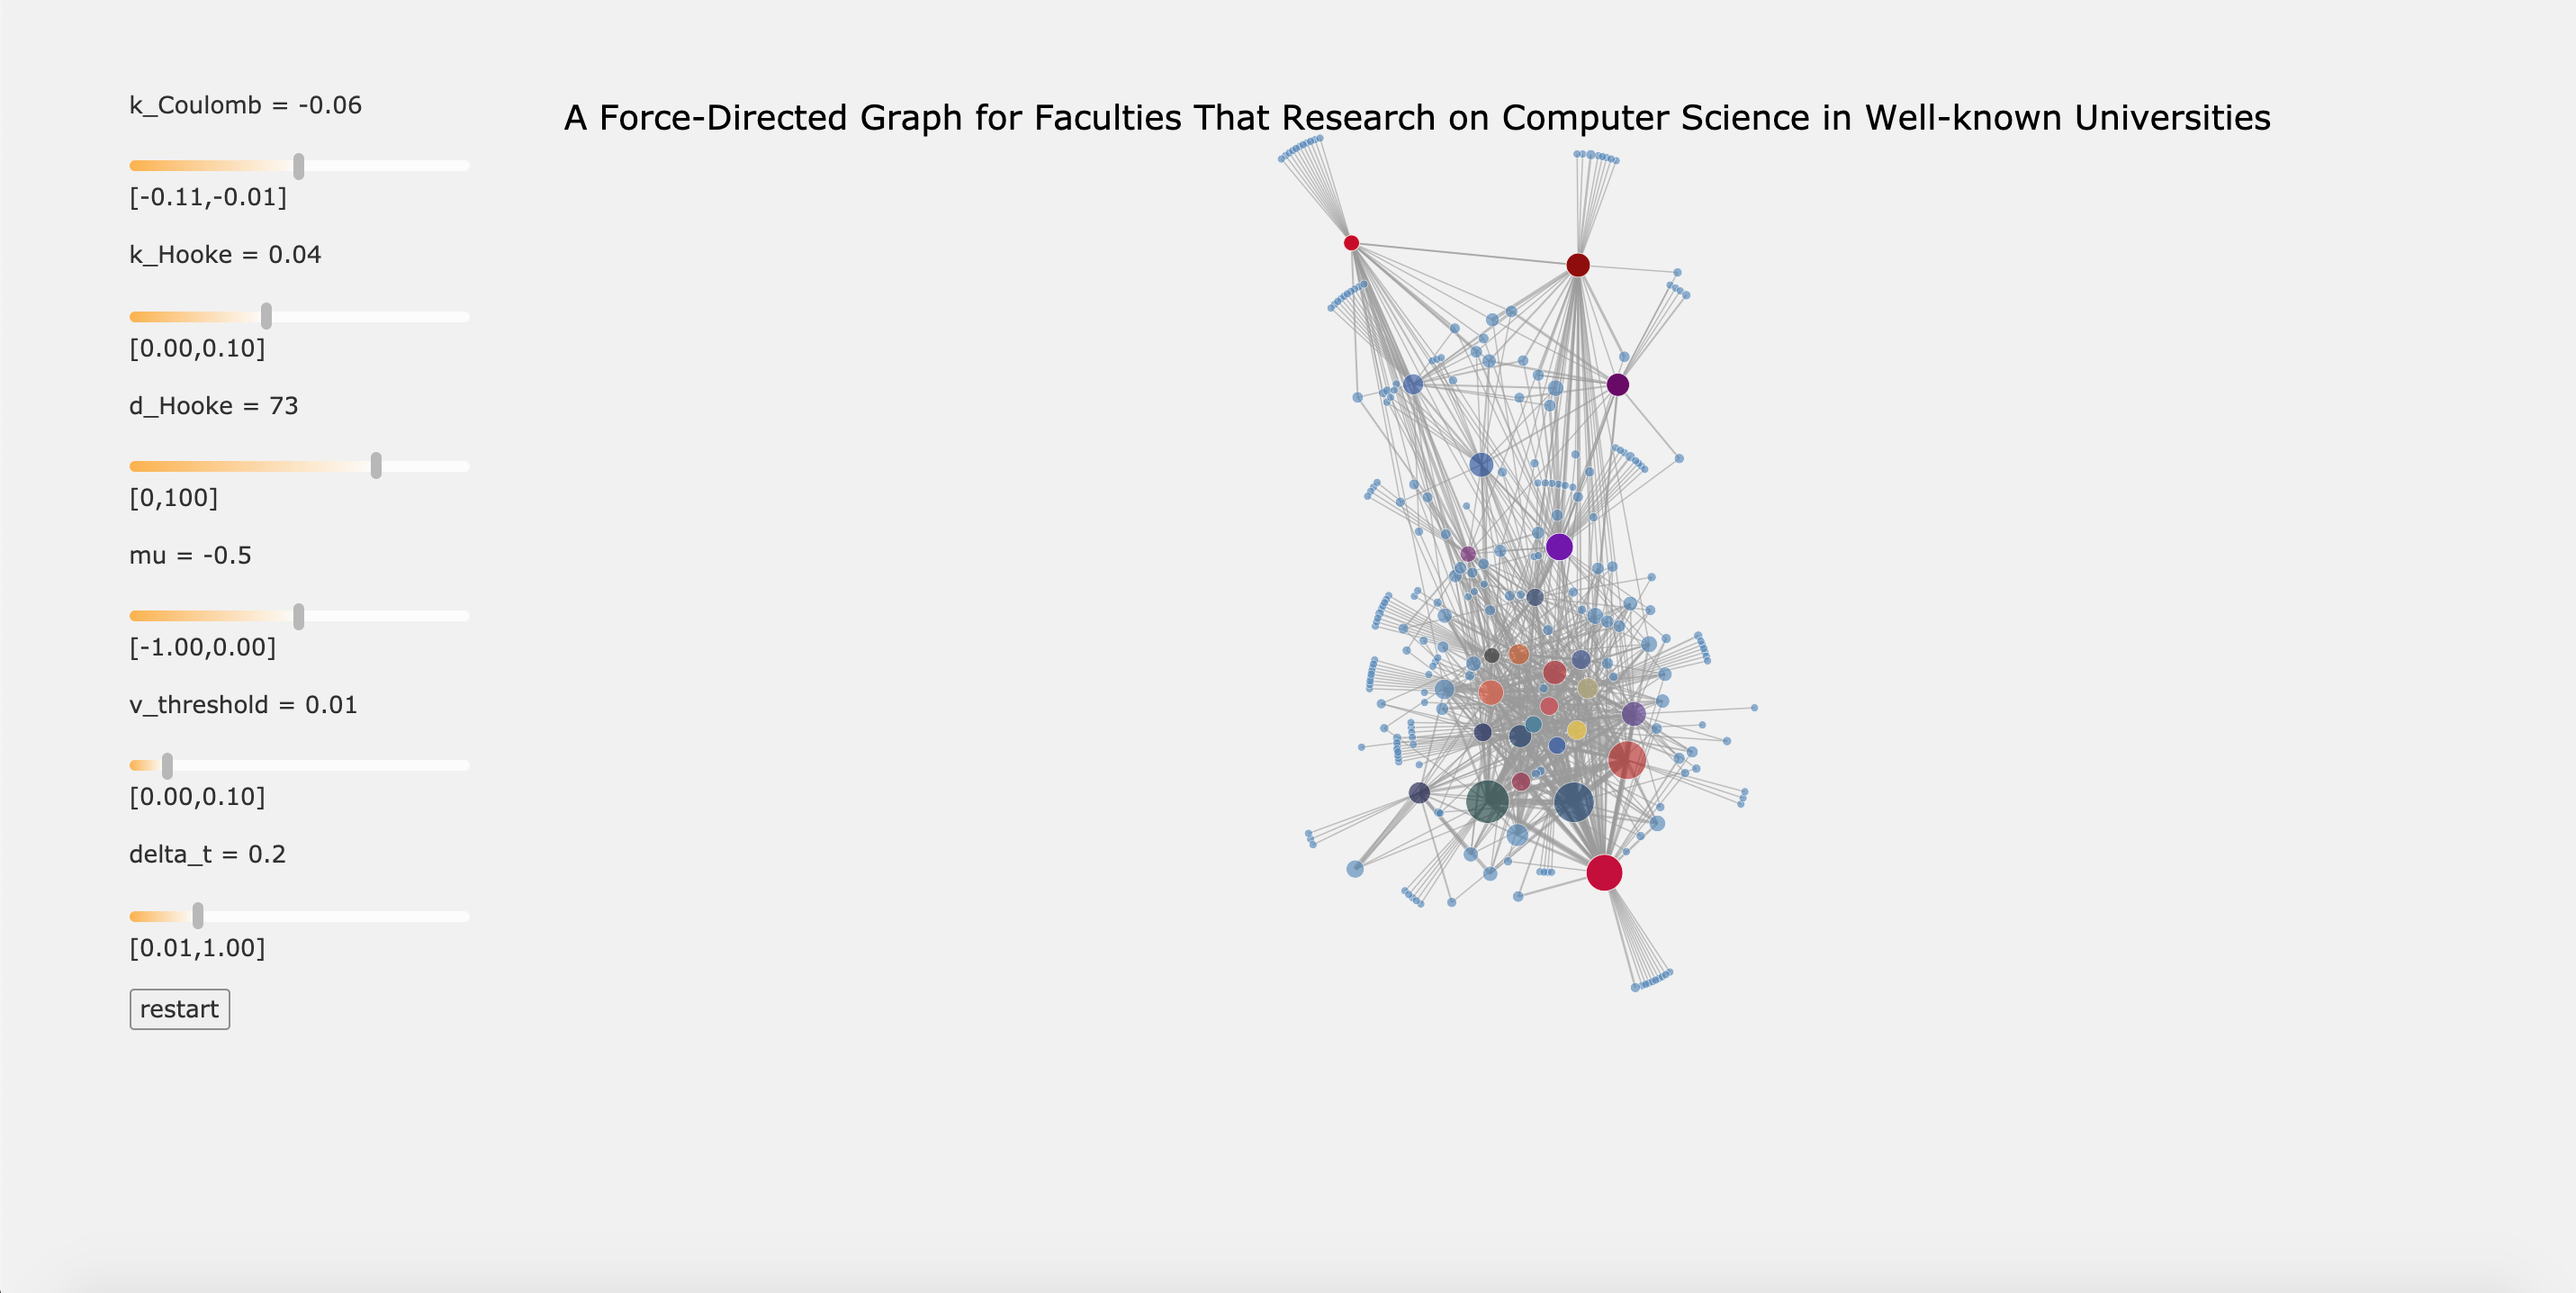 A Force-Directed Graph for Faculties That Research on Computer Science in Well-known Universities
k_Coulomb = -0.06
[-0.11,-0.01]
k_Hooke = 0.04
[0.00,0.10]
d_Hooke = 73
[0,100]
mu = -0.5
[-1.00,0.00]
v_threshold = 0.01
[0.00,0.10]
delta_t = 0.2
[0.01,1.00]
restart